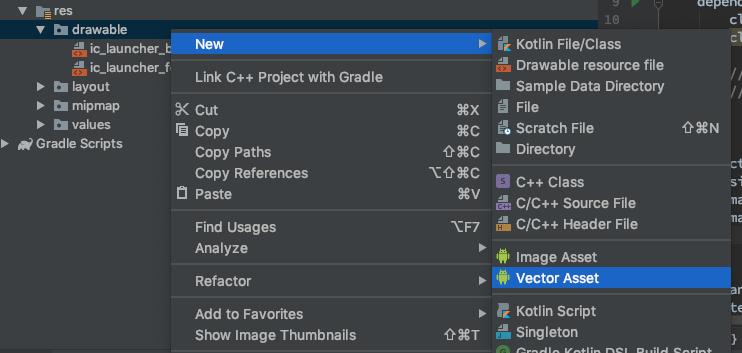 res
drawable
ic_launcher_b
ic_launcher_f
layout
mipmap
values
Gradle Scripts
New
Link C++ Project with Gradle
Cut ⌘X
Copy ⌘C
Copy Paths ⇧⌘C
Copy References ⌥⇧⌘C
Paste ⌘V
Find Usages ⌥F7
Analyze
Refactor
Add to Favorites
Show Image Thumbnails ⇧⌘T
Kotlin File/Class
Drawable resource file
Sample Data Directory
File
Scratch File ⇧⌘N
Directory
C++ Class
C/C++ Source File
C/C++ Header File
Image Asset
Vector Asset
Kotlin Script
Singleton
Gradle Kotlin DSL Build Script
9 depend
10 cl
cl
//
//